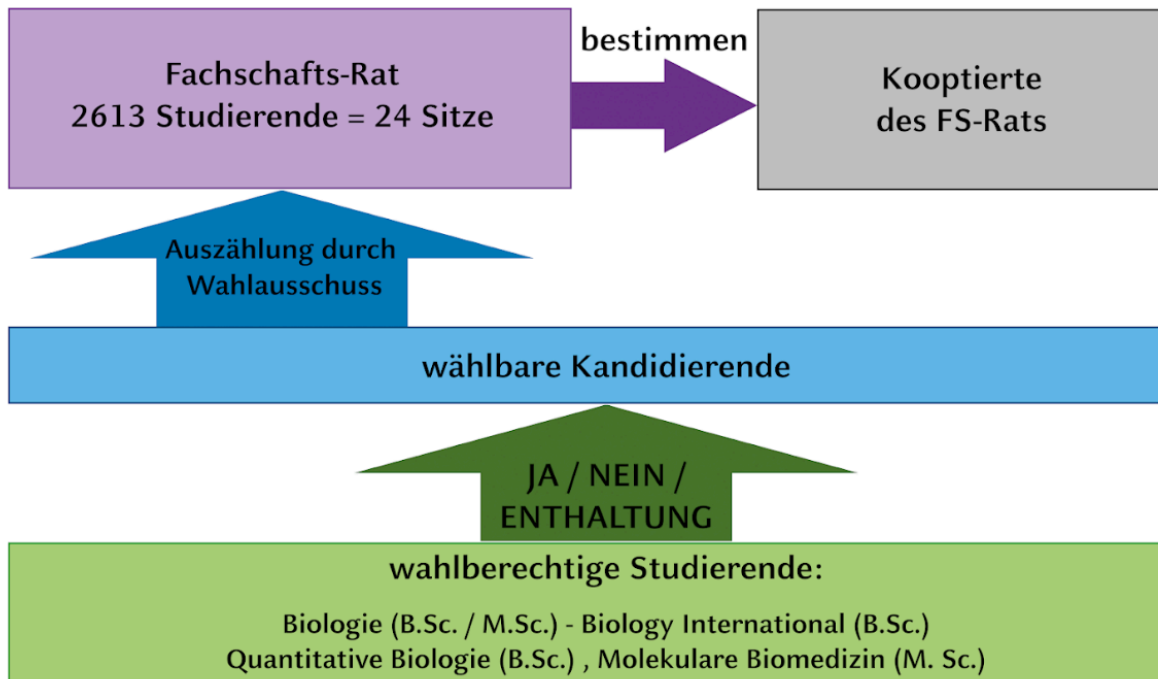 Fachschafts-Rat
2613 Studierende = 24 Sitze
bestimmen
Kooptierte
des FS-Rats
Auszählung durch
Wahlausschuss
wählbare Kandidierende
JA / NEIN /
ENTHALTUNG
wahlberechtige Studierende:
Biologie (B.Sc. / M.Sc.) - Biology International (B.Sc.)
Quantitative Biologie (B.Sc.) , Molekulare Biomedizin (M. Sc.)